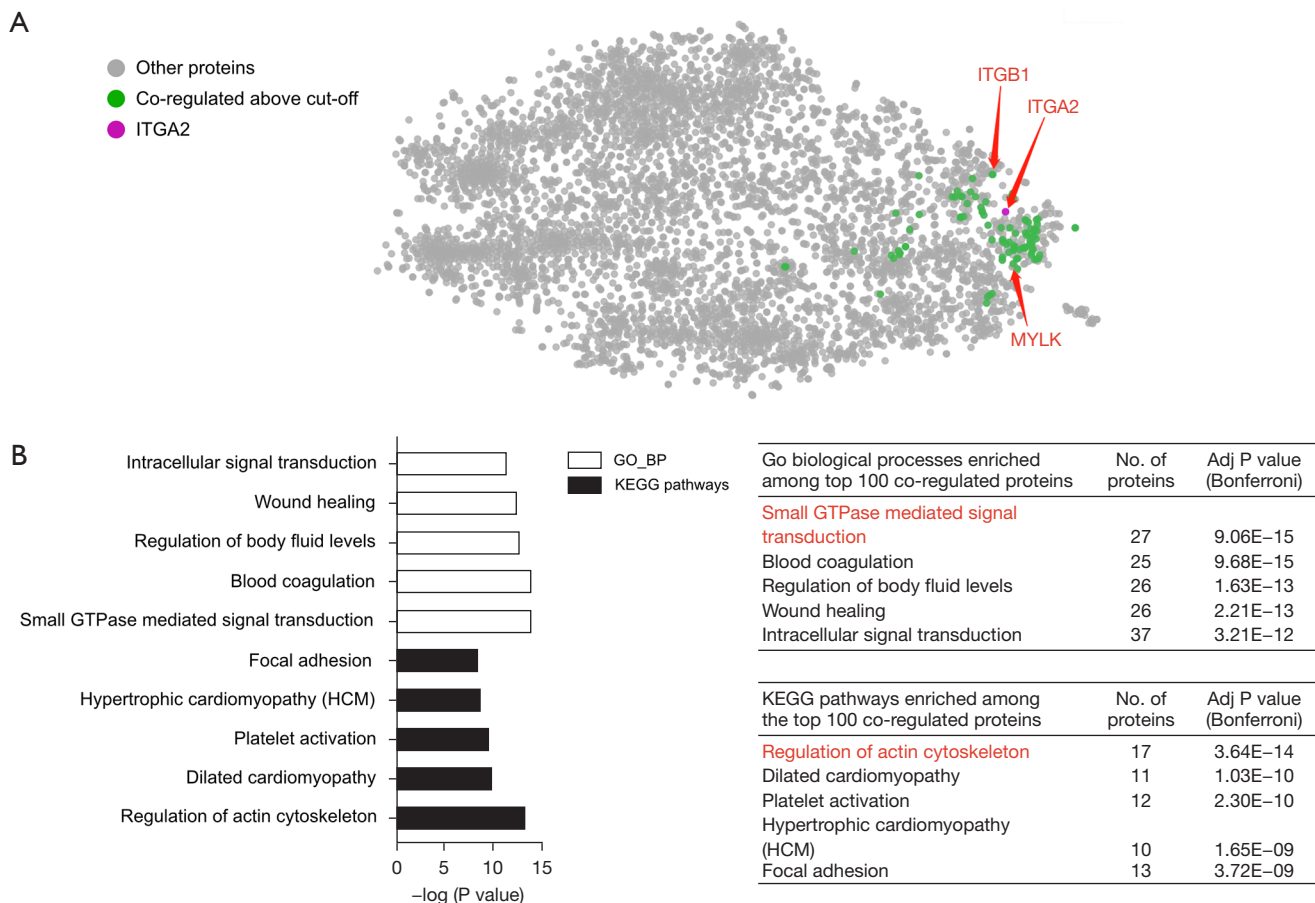 A
Other proteins
Co-regulated above cut-off
ITGA2
ITGB1
ITGA2
MYLK
B
Intracellular signal transduction
Wound healing
Regulation of body fluid levels
Blood coagulation
Small GTPase mediated signal transduction
Focal adhesion
Hypertrophic cardiomyopathy (HCM)
Platelet activation
Dilated cardiomyopathy
Regulation of actin cytoskeleton
0 5 10 15
−log (P value)
GO_BP
KEGG pathways
Go biological processes enriched No. of Adj P value
among top 100 co-regulated proteins proteins (Bonferroni)
Small GTPase mediated signal
transduction 27 9.06E−15
Blood coagulation 25 9.68E−15
Regulation of body fluid levels 26 1.63E−13
Wound healing 26 2.21E−13
Intracellular signal transduction 37 3.21E−12
KEGG pathways enriched among No. of Adj P value
the top 100 co-regulated proteins proteins (Bonferroni)
Regulation of actin cytoskeleton 17 3.64E−14
Dilated cardiomyopathy 11 1.03E−10
Platelet activation 12 2.30E−10
Hypertrophic cardiomyopathy
(HCM) 10 1.65E−09
Focal adhesion 13 3.72E−09